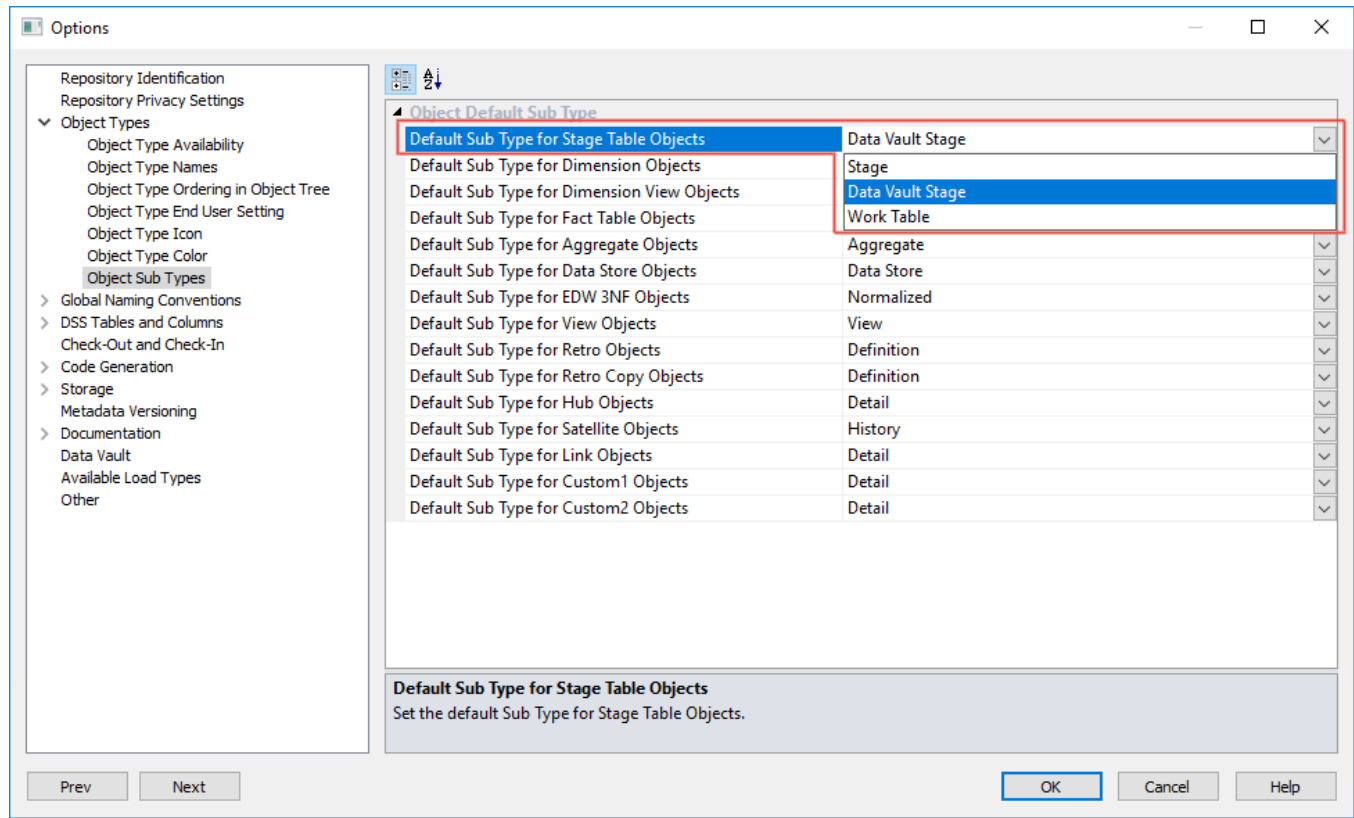 Options
Repository Identification
Repository Privacy Settings
Object Types
Object Type Availability
Object Type Names
Object Type Ordering in Object Tree
Object Type End User Setting
Object Type Icon
Object Type Color
Object Sub Types
Global Naming Conventions
DSS Tables and Columns
Check-Out and Check-In
Code Generation
Storage
Metadata Versioning
Documentation
Data Vault
Available Load Types
Other
Object Default Sub Type
Default Sub Type for Stage Table Objects Data Vault Stage
Default Sub Type for Dimension Objects Stage
Default Sub Type for Dimension View Objects Data Vault Stage
Default Sub Type for Fact Table Objects Work Table
Default Sub Type for Aggregate Objects Aggregate
Default Sub Type for Data Store Objects Data Store
Default Sub Type for EDW 3NF Objects Normalized
Default Sub Type for View Objects View
Default Sub Type for Retro Objects Definition
Default Sub Type for Retro Copy Objects Definition
Default Sub Type for Hub Objects Detail
Default Sub Type for Satellite Objects History
Default Sub Type for Link Objects Detail
Default Sub Type for Custom1 Objects Detail
Default Sub Type for Custom2 Objects Detail
Default Sub Type for Stage Table Objects
Set the default Sub Type for Stage Table Objects.
Prev Next OK Cancel Help